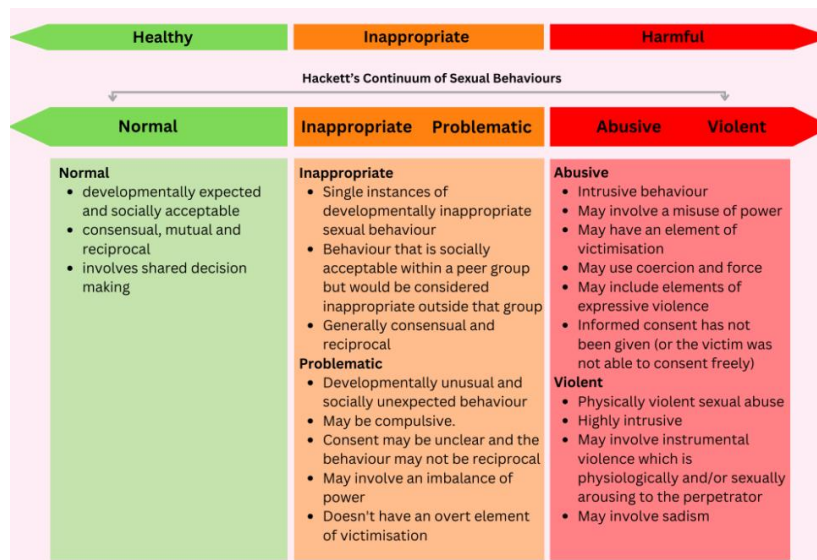 Healthy
Inappropriate
Harmful
Hackett's Continuum of Sexual Behaviours
Normal
Inappropriate Problematic
Abusive Violent
Normal
• developmentally expected
and socially acceptable
• consensual, mutual and
reciprocal
• involves shared decision
making
Inappropriate
• Single instances of
developmentally inappropriate
sexual behaviour
• Behaviour that is socially
acceptable within a peer group
but would be considered
inappropriate outside that group
• Generally consensual and
reciprocal
Problematic
• Developmentally unusual and
socially unexpected behaviour
• May be compulsive.
• Consent may be unclear and the
behaviour may not be reciprocal
• May involve an imbalance of
power
• Doesn't have an overt element
of victimisation
Abusive
• Intrusive behaviour
• May involve a misuse of power
• May have an element of
victimisation
• May use coercion and force
• May include elements of
expressive violence
• Informed consent has not
been given (or the victim was
not able to consent freely)
Violent
• Physically violent sexual abuse
• Highly intrusive
• May involve instrumental
violence which is
physiologically and/or sexually
arousing to the perpetrator
• May involve sadism